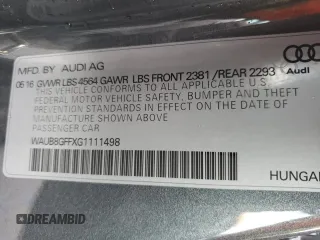 MFD. BY AUDI AG
06 16 GVWR LBS 4564 GAWR LBS FRONT 2381 / REAR 2293
Audi
THIS VEHICLE CONFORMS TO ALL APPLICABLE
FEDERAL MOTOR VEHICLE SAFETY, BUMPER AND THEFT
PREVENTION STANDARDS IN EFFECT ON THE DATE OF
MANUFACTURE SHOWN ABOVE.
PASSENGER CAR
WAUB8GFFXG1111498
HUNGAR
DREAMBID